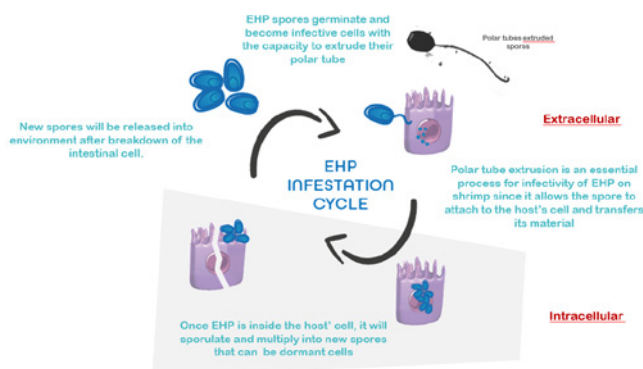 EHP spores germinate and
become infective cells with
the capacity to extrude their
polar tube
Polar tubes extruded
spores
New spores will be released into
environment after breakdown of the
intestinal cell.
Extracellular
EHP
INFESTATION
CYCLE
Polar tube extrusion is an essential
process for infectivity of EHP on
shrimp since it allows the spore to
attach to the host's cell and transfers
its material
Once EHP is inside the host' cell, it will
sporulate and multiply into new spores
that can be dormant cells
Intracellular